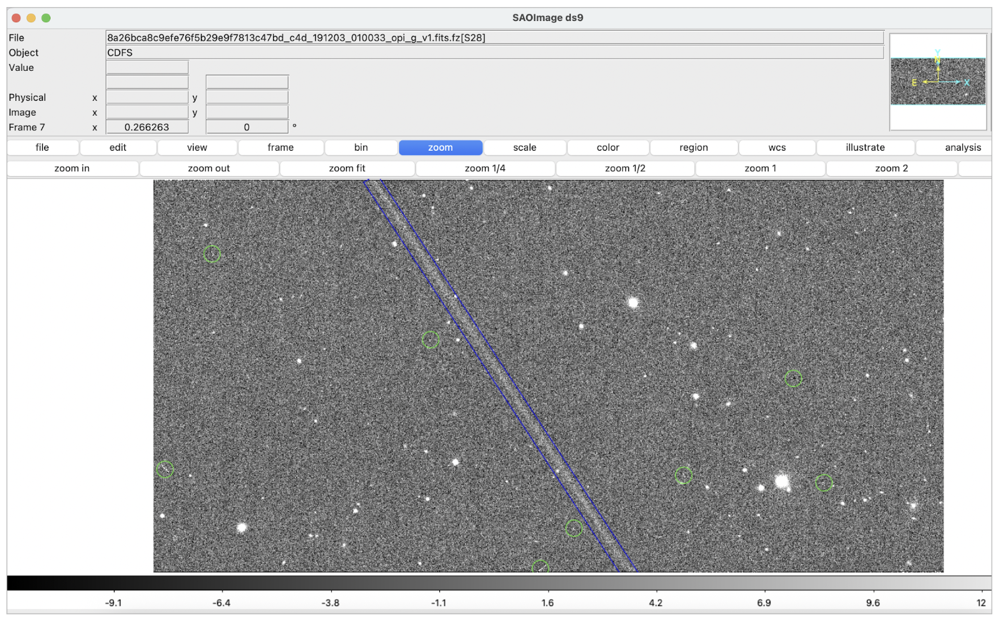 SAOImage ds9
File 8a26bca8c9efe76f5b29e9f7813c47bd_c4d_191203_010033_opi_g_v1.fits.fz[S28]
Object CDFS
Value
Physical x y
Image x y
Frame 7 x 0.266263 0 °
Y
N
E X
file edit view frame bin zoom scale color region wcs illustrate analysis
zoom in zoom out zoom fit zoom 1/4 zoom 1/2 zoom 1 zoom 2
-9.1 -6.4 -3.8 -1.1 1.6 4.2 6.9 9.6 12